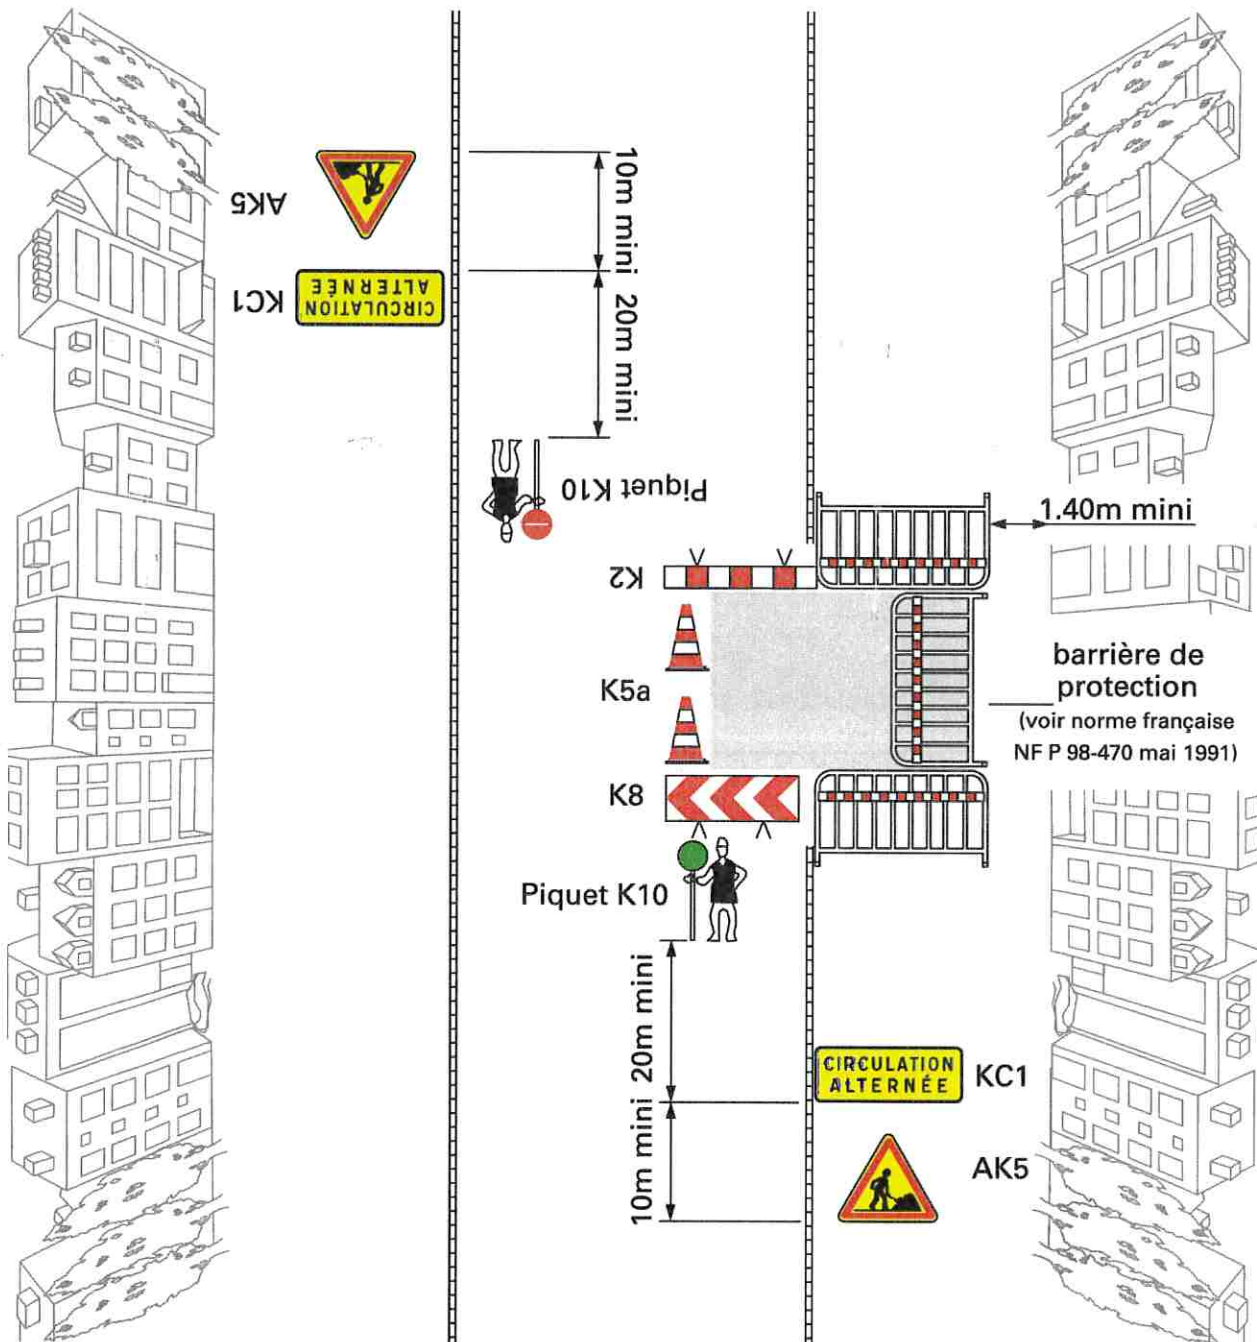 10m mini
AK5
CIRCULATION
ALTERNÉE
KC1
20m mini
Piquet K10
1.40m mini
K2
barrière de
protection
(voir norme française
NF P 98-470 mai 1991)
K5a
K8
Piquet K10
20m mini
CIRCULATION
ALTERNÉE
KC1
10m mini
AK5